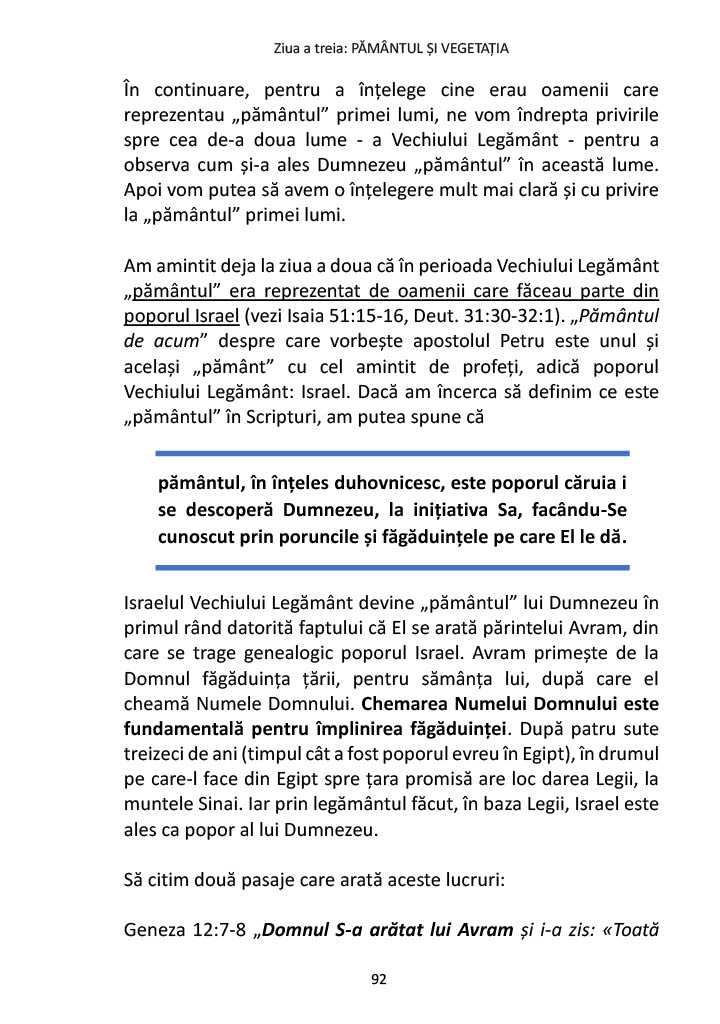 Ziua a treia: PĂMÂNTUL ȘI VEGETAȚIA
În continuare, pentru a înțelege cine erau oamenii care
reprezentau „pământul” primei lumi, ne vom îndrepta privirile
spre cea de-a doua lume - a Vechiului Legământ - pentru a
observa cum și-a ales Dumnezeu „pământul” în această lume.
Apoi vom putea să avem o înțelegere mult mai clară și cu privire
la „pământul” primei lumi.
Am amintit deja la ziua a doua că în perioada Vechiului Legământ
„pământul” era reprezentat de oamenii care făceau parte din
poporul Israel (vezi Isaia 51:15-16, Deut. 31:30-32:1). „Pământul
de acum” despre care vorbește apostolul Petru este unul și
același „pământ” cu cel amintit de profeți, adică poporul
Vechiului Legământ: Israel. Dacă am încerca să definim ce este
„pământul” în Scripturi, am putea spune că
pământul, în înțeles duhovnicesc, este poporul căruia i
se descoperă Dumnezeu, la inițiativa Sa, facându-Se
cunoscut prin poruncile și făgăduințele pe care El le dă.
Israelul Vechiului Legământ devine „pământul” lui Dumnezeu în
primul rând datorită faptului că El se arată părintelui Avram, din
care se trage genealogic poporul Israel. Avram primește de la
Domnul făgăduința țării, pentru sămânța lui, după care el
cheamă Numele Domnului. Chemarea Numelui Domnului este
fundamentală pentru împlinirea făgăduinței. După patru sute
treizeci de ani (timpul cât a fost poporul evreu în Egipt), în drumul
pe care-l face din Egipt spre țara promisă are loc darea Legii, la
muntele Sinai. Iar prin legământul făcut, în baza Legii, Israel este
ales ca popor al lui Dumnezeu.
Să citim două pasaje care arată aceste lucruri:
Geneza 12:7-8 „Domnul S-a arătat lui Avram și i-a zis: «Toată
92